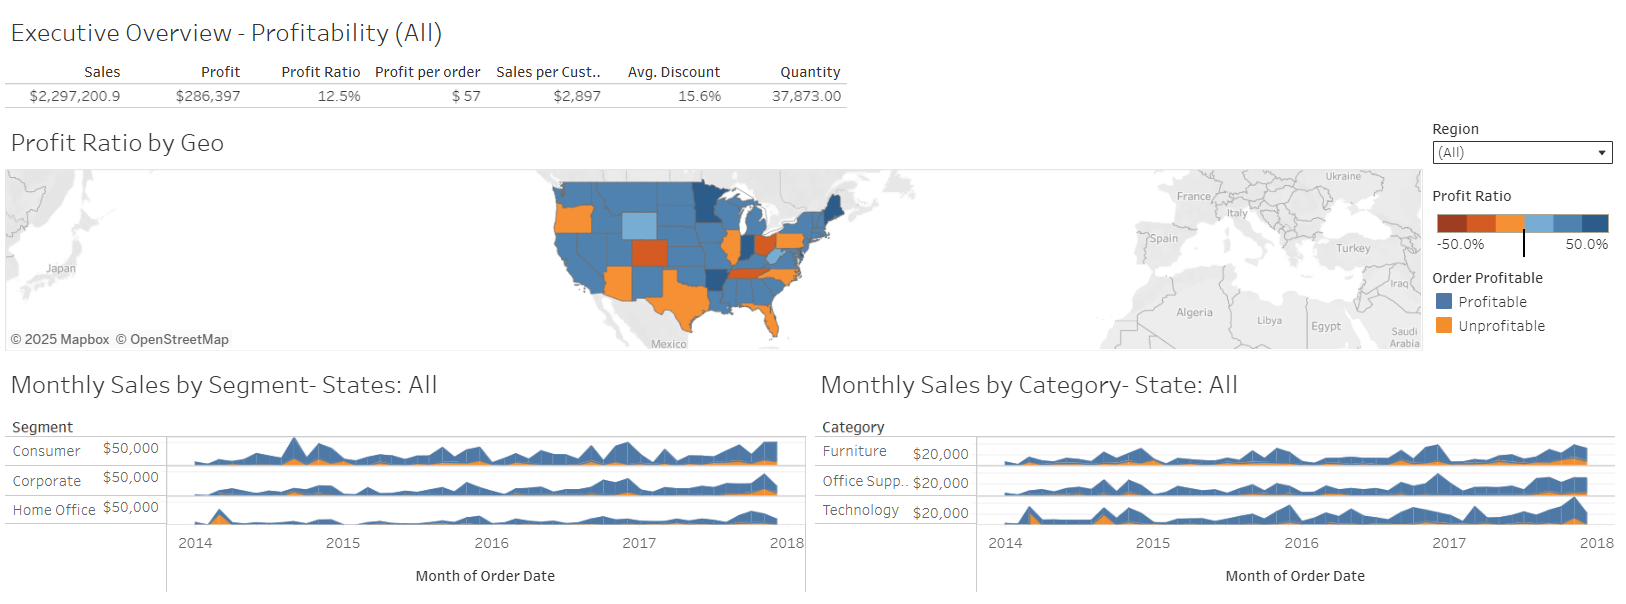 Executive Overview - Profitability (All)
Sales Profit Profit Ratio Profit per order Sales per Cust.. Avg. Discount Quantity
$2,297,200.9 $286,397 12.5% $ 57 $2,897 15.6% 37,873.00
Profit Ratio by Geo
Region
(All)
Profit Ratio
-50.0% 50.0%
Order Profitable
Profitable
Unprofitable
Japan
Mexico
Ukraine
France
Italy
Spain
Turkey
Iraq
Algeria
Libya
Egypt
Saudi
Arabia
© 2025 Mapbox © OpenStreetMap
Monthly Sales by Segment- States: All
Segment
Consumer $50,000
Corporate $50,000
Home Office $50,000
2014 2015 2016 2017 2018
Month of Order Date
Monthly Sales by Category- State: All
Category
Furniture $20,000
Office Supp.. $20,000
Technology $20,000
2014 2015 2016 2017 2018
Month of Order Date